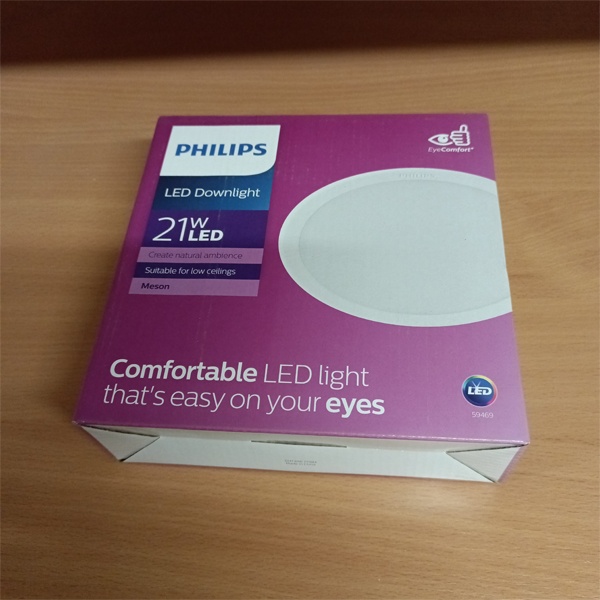 PHILIPS
LED Downlight
21W
LED
Create natural ambience
Suitable for low ceilings
Meson
EyeComfort*
PHILIPS
Comfortable LED light
that's easy on your eyes
LED
59469